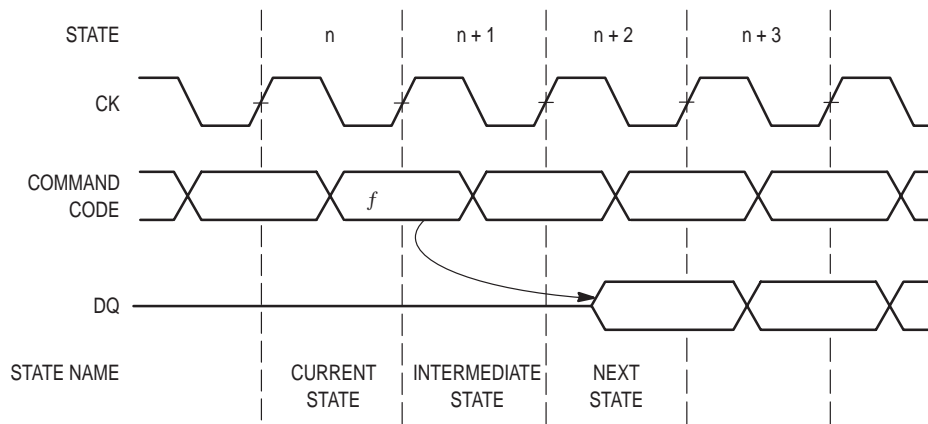 STATE n n + 1 n + 2 n + 3
CK
COMMAND
CODE
f
DQ
STATE NAME
CURRENT
STATE
INTERMEDIATE
STATE
NEXT
STATE